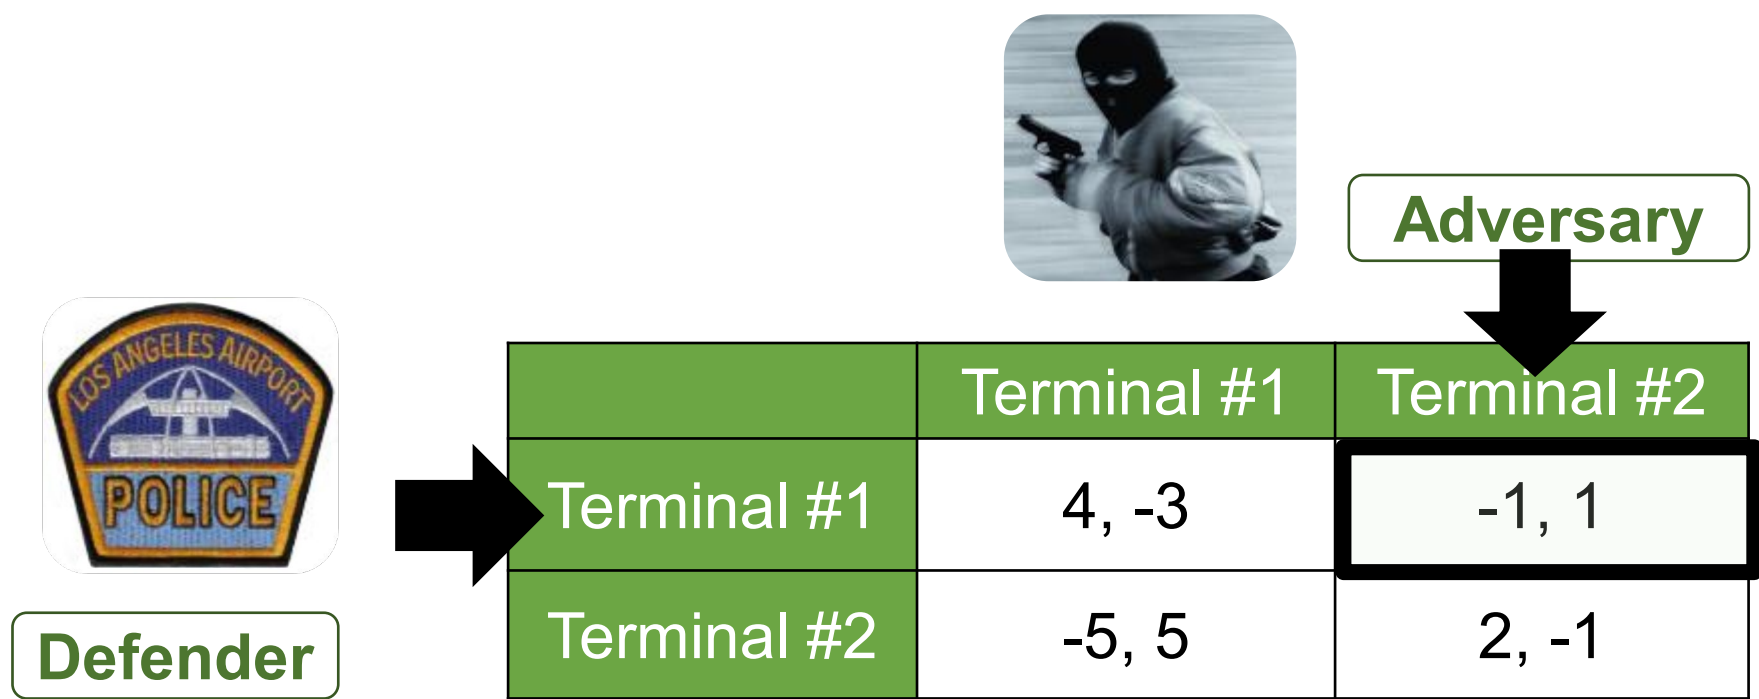 Adversary
LOS ANGELES AIRPORT
POLICE
Defender
Terminal #1 Terminal #2
Terminal #1 4, -3 -1, 1
Terminal #2 -5, 5 2, -1